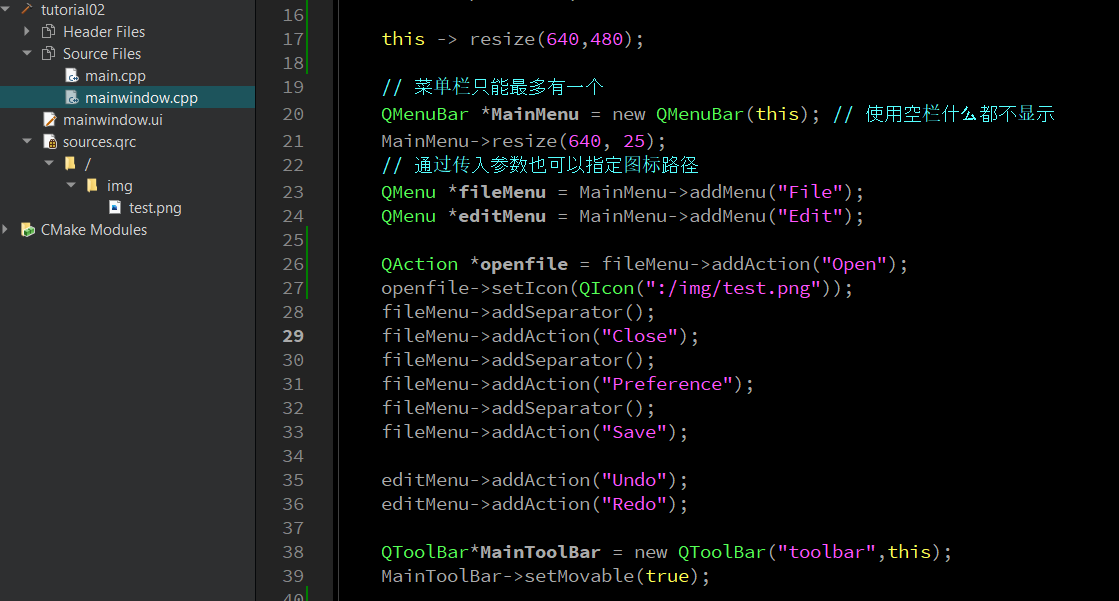 tutorial02
Header Files
Source Files
main.cpp
mainwindow.cpp
mainwindow.ui
sources.qrc
/
img
test.png
CMake Modules
16
17 this -> resize(640,480);
18
19 // 菜单栏只能最多有一个
20 QMenuBar *MainMenu = new QMenuBar(this); // 使用空栏什么都不显示
21 MainMenu->resize(640, 25);
22 // 通过传入参数也可以指定图标路径
23 QMenu *fileMenu = MainMenu->addMenu("File");
24 QMenu *editMenu = MainMenu->addMenu("Edit");
25
26 QAction *openfile = fileMenu->addAction("Open");
27 openfile->setIcon(QIcon(":/img/test.png"));
28 fileMenu->addSeparator();
29 fileMenu->addAction("Close");
30 fileMenu->addSeparator();
31 fileMenu->addAction("Preference");
32 fileMenu->addSeparator();
33 fileMenu->addAction("Save");
34
35 editMenu->addAction("Undo");
36 editMenu->addAction("Redo");
37
38 QToolBar*MainToolBar = new QToolBar("toolbar",this);
39 MainToolBar->setMovable(true);
40